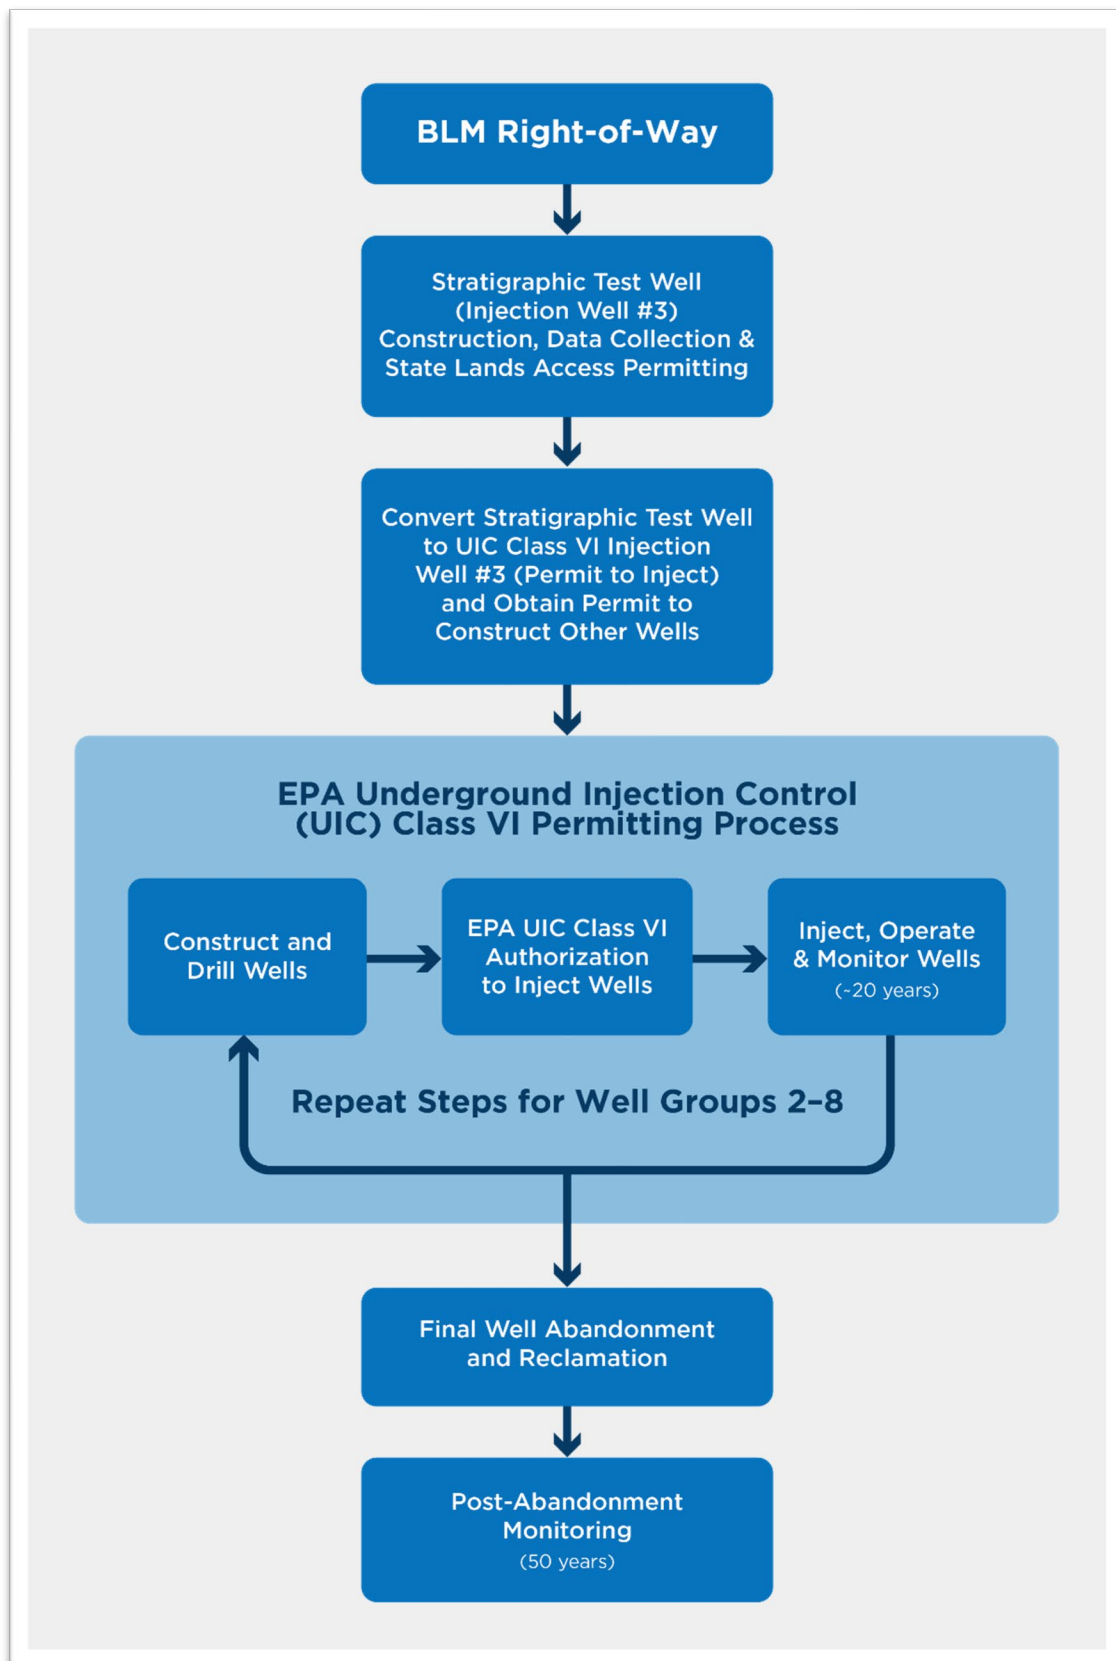 BLM Right-of-Way
Stratigraphic Test Well
(Injection Well #3)
Construction, Data Collection &
State Lands Access Permitting
Convert Stratigraphic Test Well
to UIC Class VI Injection
Well #3 (Permit to Inject)
and Obtain Permit to
Construct Other Wells
EPA Underground Injection Control
(UIC) Class VI Permitting Process
Construct and
Drill Wells
EPA UIC Class VI
Authorization
to Inject Wells
Inject, Operate
& Monitor Wells
(~20 years)
Repeat Steps for Well Groups 2–8
Final Well Abandonment
and Reclamation
Post-Abandonment
Monitoring
(50 years)